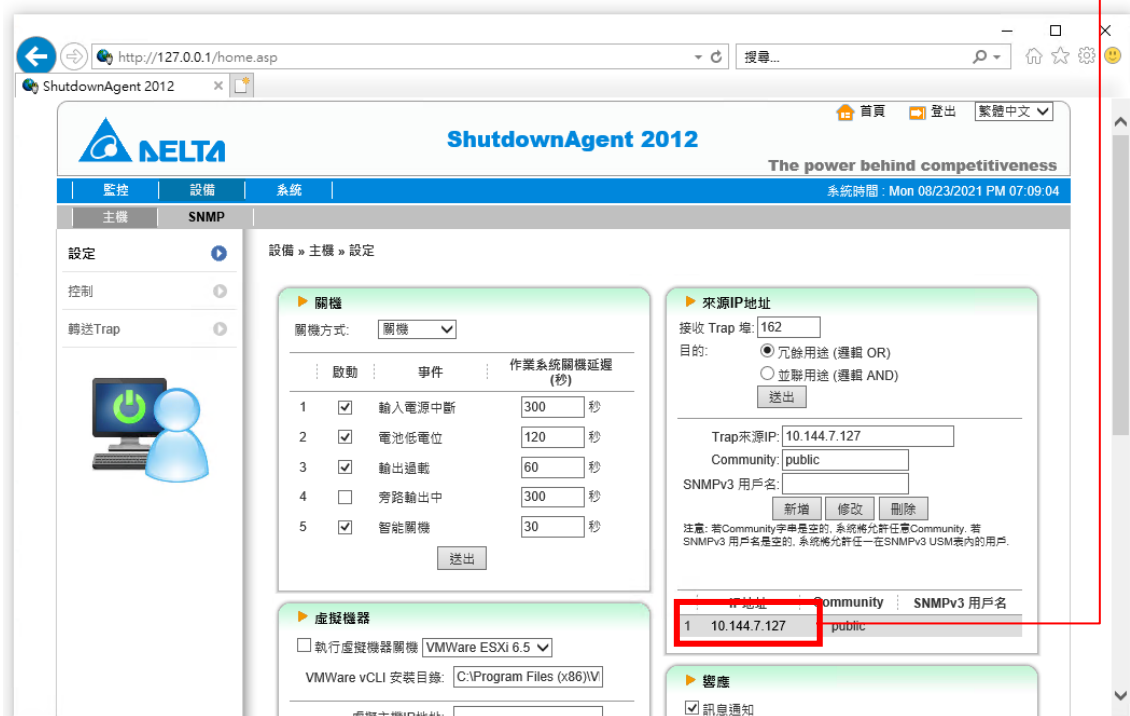 http://127.0.0.1/home.asp
搜尋...
ShutdownAgent 2012
首頁 登出 繁體中文
DELTA
ShutdownAgent 2012
The power behind competitiveness
監控 設備 系統 系統時間 : Mon 08/23/2021 PM 07:09:04
主機 SNMP
設定
控制
轉送Trap
設備 » 主機 » 設定
關機
關機方式: 關機
啟動 事件 作業系統關機延遲
(秒)
1 輸入電源中斷 300 秒
2 電池低電位 120 秒
3 輸出過載 60 秒
4 旁路輸出中 300 秒
5 智能關機 30 秒
送出
虛擬機器
執行虛擬機器關機 VMWare ESXi 6.5
VMWare vCLI 安裝目錄: C:\Program Files (x86)\V
虛擬主機IP地址:
來源IP地址
接收 Trap 埠: 162
目的: 冗餘用途 (邏輯 OR)
並聯用途 (邏輯 AND)
送出
Trap來源IP: 10.144.7.127
Community: public
SNMPv3 用戶名:
新增 修改 刪除
注意: 若Community字串是空的, 系統將允許任意Community. 若
SNMPv3 用戶名是空的, 系統將允許任一在SNMPv3 USM表內的用戶.
IP地址 Community SNMPv3 用戶名
1 10.144.7.127 public
響應
訊息通知